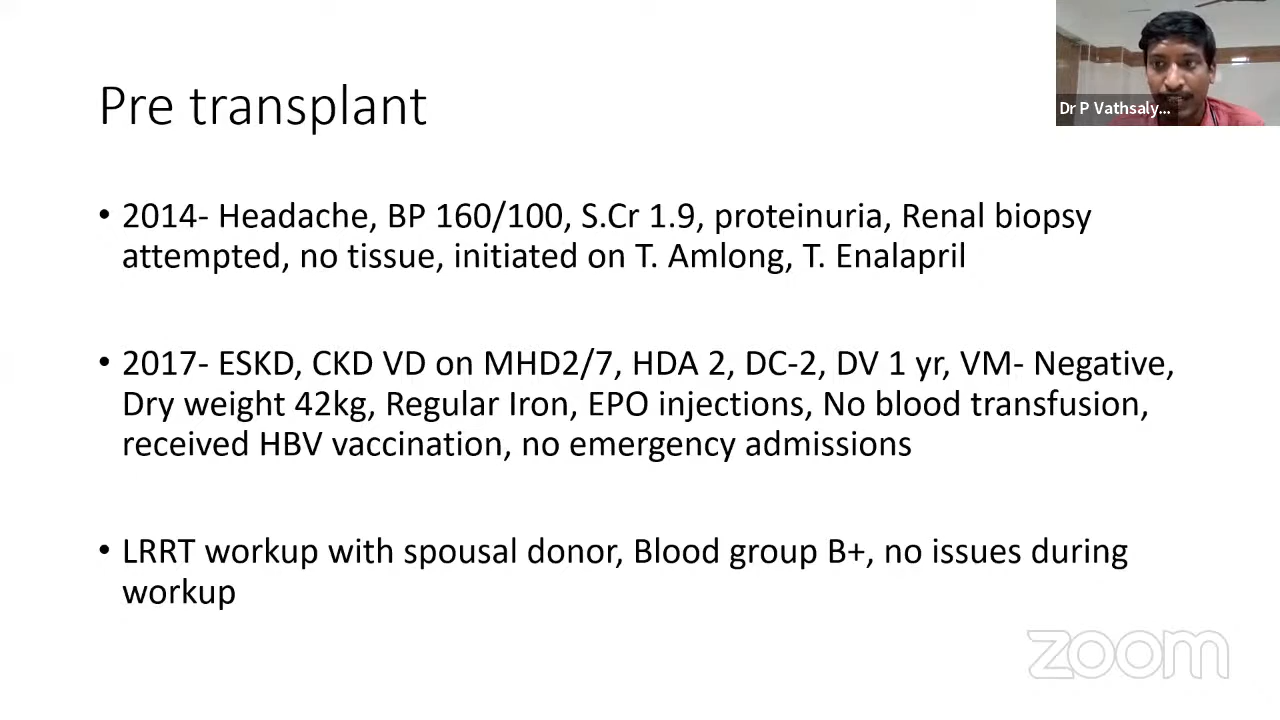 Pre transplant
Dr P Vathsaly...
• 2014- Headache, BP 160/100, S.Cr 1.9, proteinuria, Renal biopsy
attempted, no tissue, initiated on T. Amlong, T. Enalapril
• 2017- ESKD, CKD VD on MHD2/7, HDA 2, DC-2, DV 1 yr, VM- Negative,
Dry weight 42kg, Regular Iron, EPO injections, No blood transfusion,
received HBV vaccination, no emergency admissions
• LRRT workup with spousal donor, Blood group B+, no issues during
workup
zoom